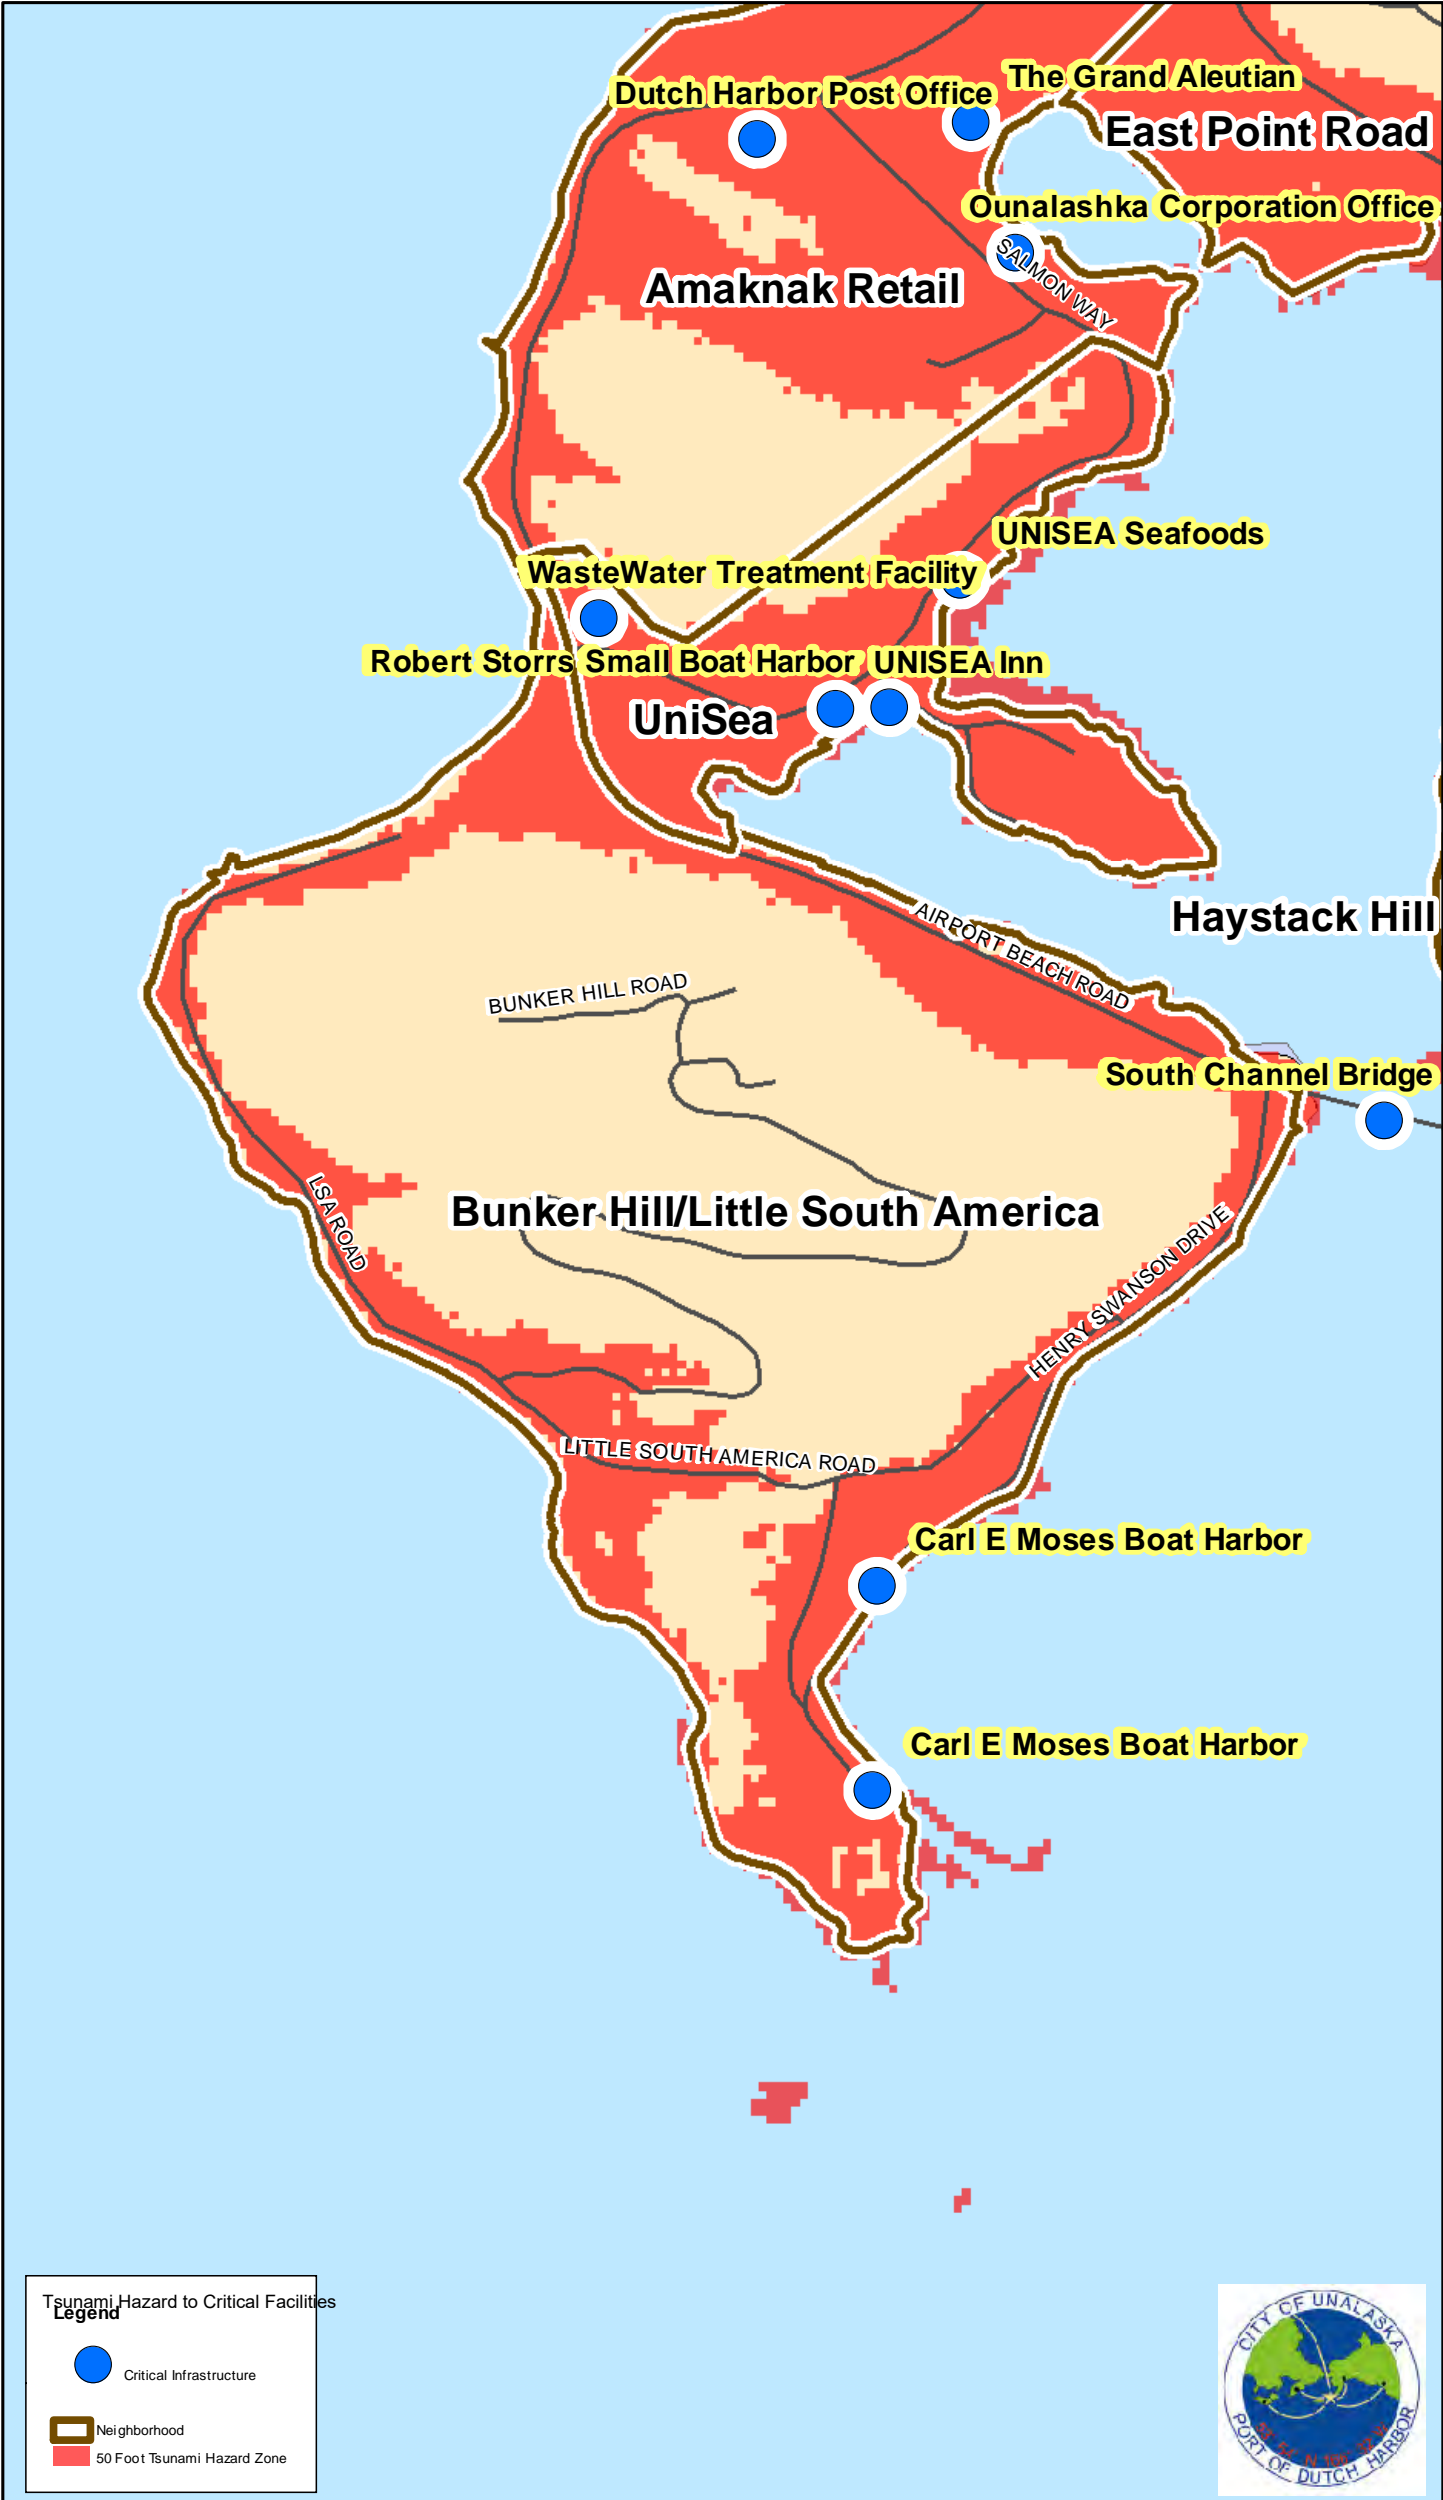 The Grand Aleutian
Dutch Harbor Post Office
East Point Road
Ounalashka Corporation Office
SALMON WAY
Amaknak Retail
UNISEA Seafoods
WasteWater Treatment Facility
Robert Storrs Small Boat Harbor
UNISEA Inn
UniSea
Haystack Hill
AIRPORT BEACH ROAD
BUNKER HILL ROAD
South Channel Bridge
LSA ROAD
Bunker Hill/Little South America
HENRY SWANSON DRIVE
LITTLE SOUTH AMERICA ROAD
Carl E Moses Boat Harbor
Carl E Moses Boat Harbor
Tsunami Hazard to Critical Facilities
Legend
Critical Infrastructure
Neighborhood
50 Foot Tsunami Hazard Zone
CITY OF UNALASKA
PORT OF DUTCH HARBOR